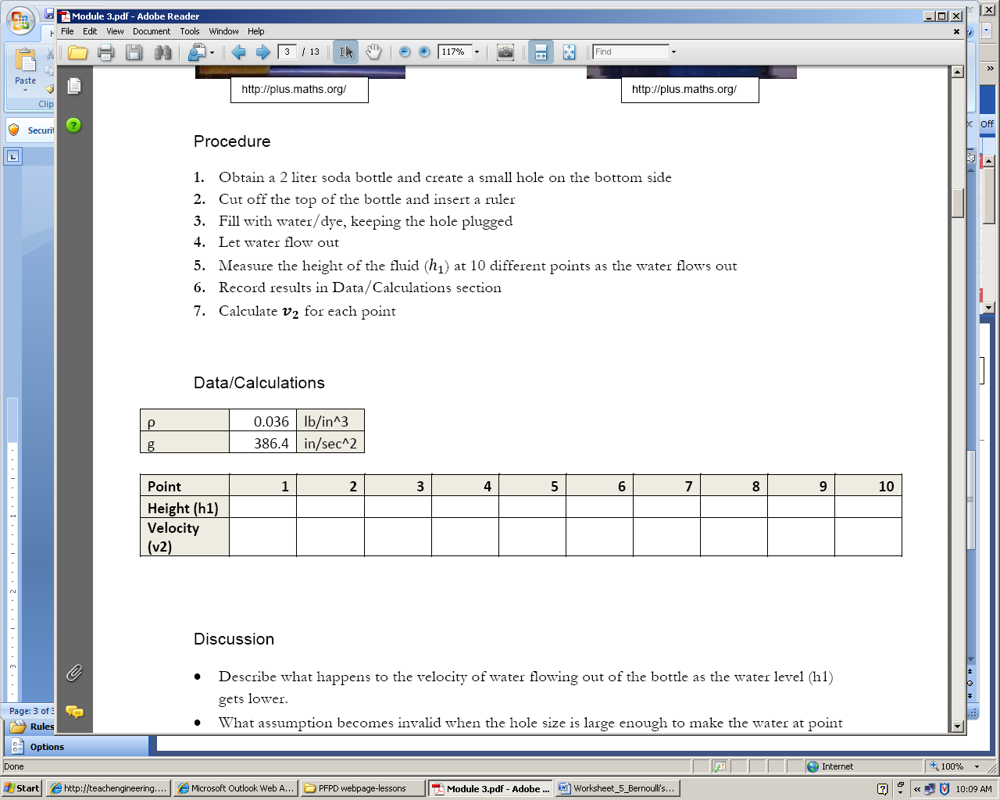 Module 3.pdf - Adobe Reader
File Edit View Document Tools Window Help
3 / 13 117% Find
Paste
Clip
Securit
Off
http://plus.maths.org/ http://plus.maths.org/
Procedure
1. Obtain a 2 liter soda bottle and create a small hole on the bottom side
2. Cut off the top of the bottle and insert a ruler
3. Fill with water/dye, keeping the hole plugged
4. Let water flow out
5. Measure the height of the fluid (h₁) at 10 different points as the water flows out
6. Record results in Data/Calculations section
7. Calculate v₂ for each point
Data/Calculations
ρ 0.036 lb/in^3
g 386.4 in/sec^2
Point 1 2 3 4 5 6 7 8 9 10
Height (h1)
Velocity
(v2)
Discussion
• Describe what happens to the velocity of water flowing out of the bottle as the water level (h1)
gets lower.
• What assumption becomes invalid when the hole size is large enough to make the water at point
Page: 3 of 3
Rules
Options
Done Internet 100%
Start http://teachengineering.... Microsoft Outlook Web A... PFPD webpage-lessons Module 3.pdf - Adobe ... Worksheet_5_Bernoulli's... 10:09 AM